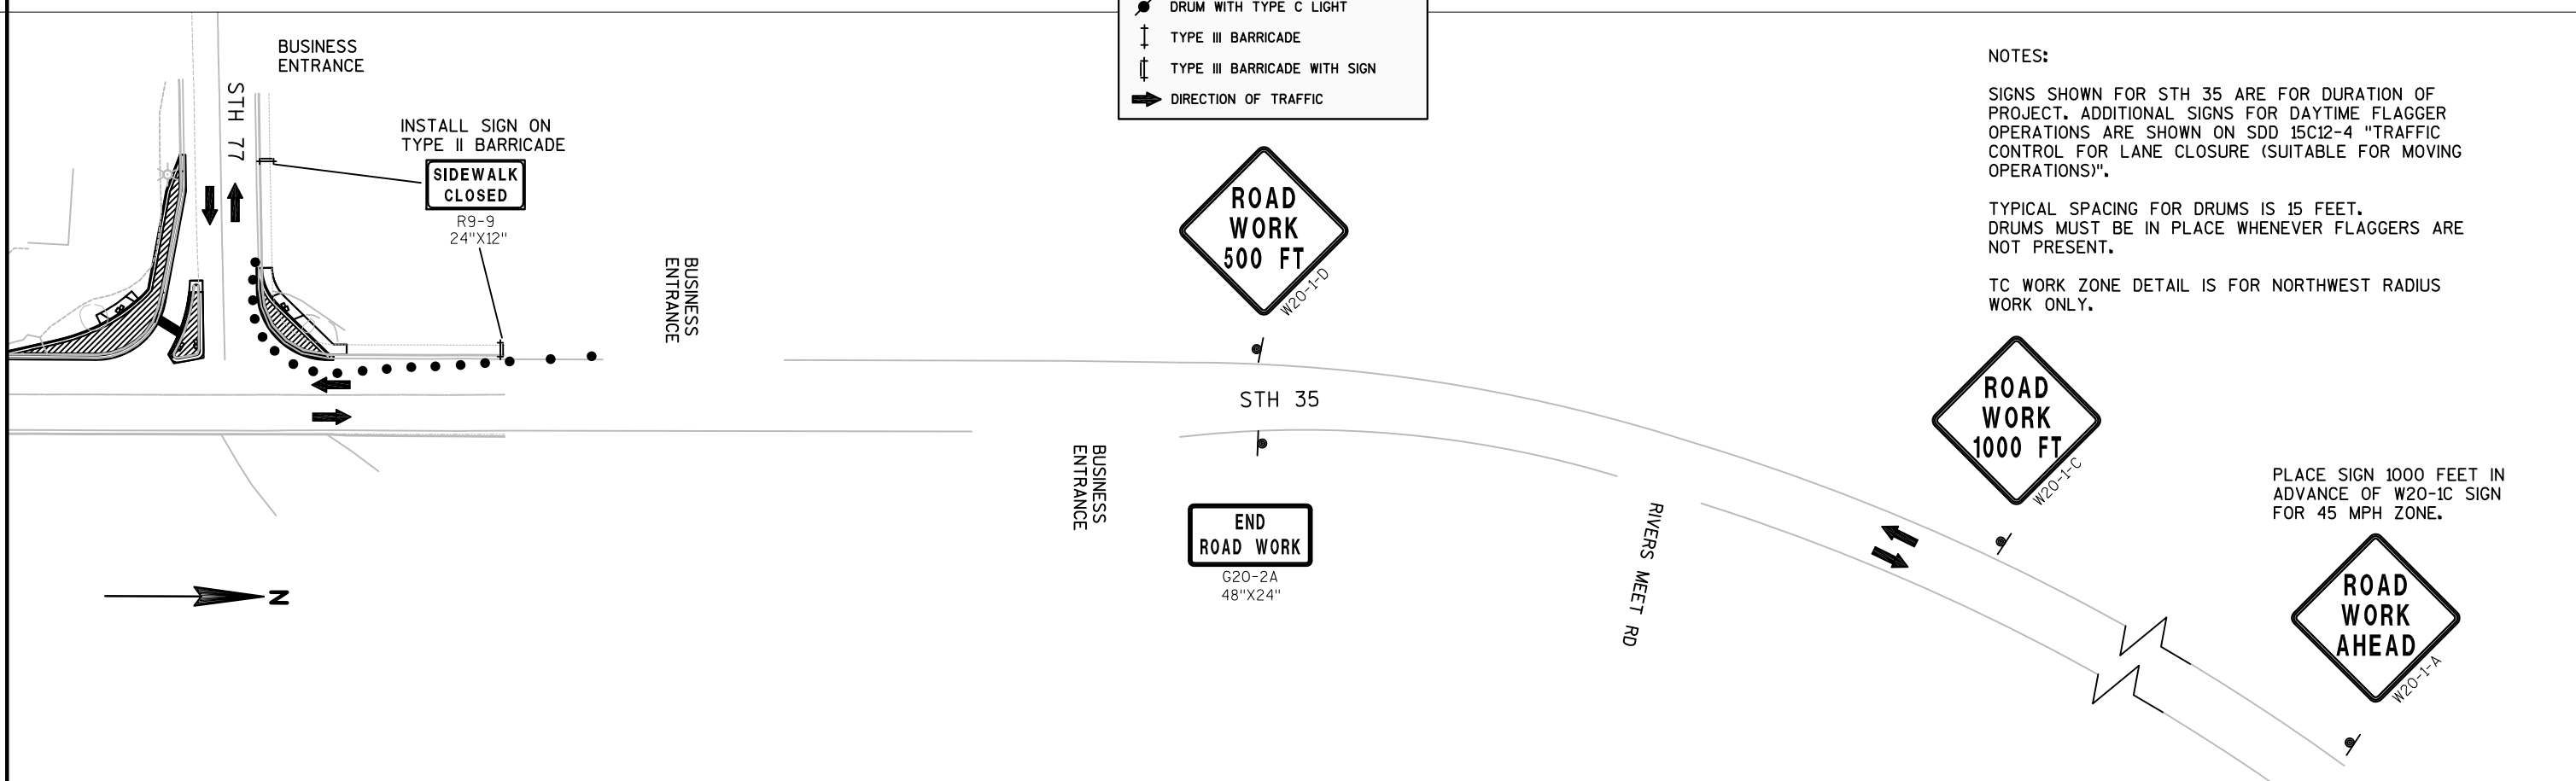 DRUM WITH TYPE C LIGHT
TYPE III BARRICADE
TYPE III BARRICADE WITH SIGN
DIRECTION OF TRAFFIC
BUSINESS
ENTRANCE
STH 77
INSTALL SIGN ON
TYPE II BARRICADE
SIDEWALK
CLOSED
R9-9
24"X12"
BUSINESS
ENTRANCE
ROAD
WORK
500 FT
W20-1-D
NOTES:
SIGNS SHOWN FOR STH 35 ARE FOR DURATION OF
PROJECT. ADDITIONAL SIGNS FOR DAYTIME FLAGGER
OPERATIONS ARE SHOWN ON SDD 15C12-4 "TRAFFIC
CONTROL FOR LANE CLOSURE (SUITABLE FOR MOVING
OPERATIONS)".
TYPICAL SPACING FOR DRUMS IS 15 FEET.
DRUMS MUST BE IN PLACE WHENEVER FLAGGERS ARE
NOT PRESENT.
TC WORK ZONE DETAIL IS FOR NORTHWEST RADIUS
WORK ONLY.
STH 35
BUSINESS
ENTRANCE
END
ROAD WORK
G20-2A
48"X24"
RIVERS MEET RD
ROAD
WORK
1000 FT
W20-1-C
PLACE SIGN 1000 FEET IN
ADVANCE OF W20-1C SIGN
FOR 45 MPH ZONE.
ROAD
WORK
AHEAD
W20-1-A
N